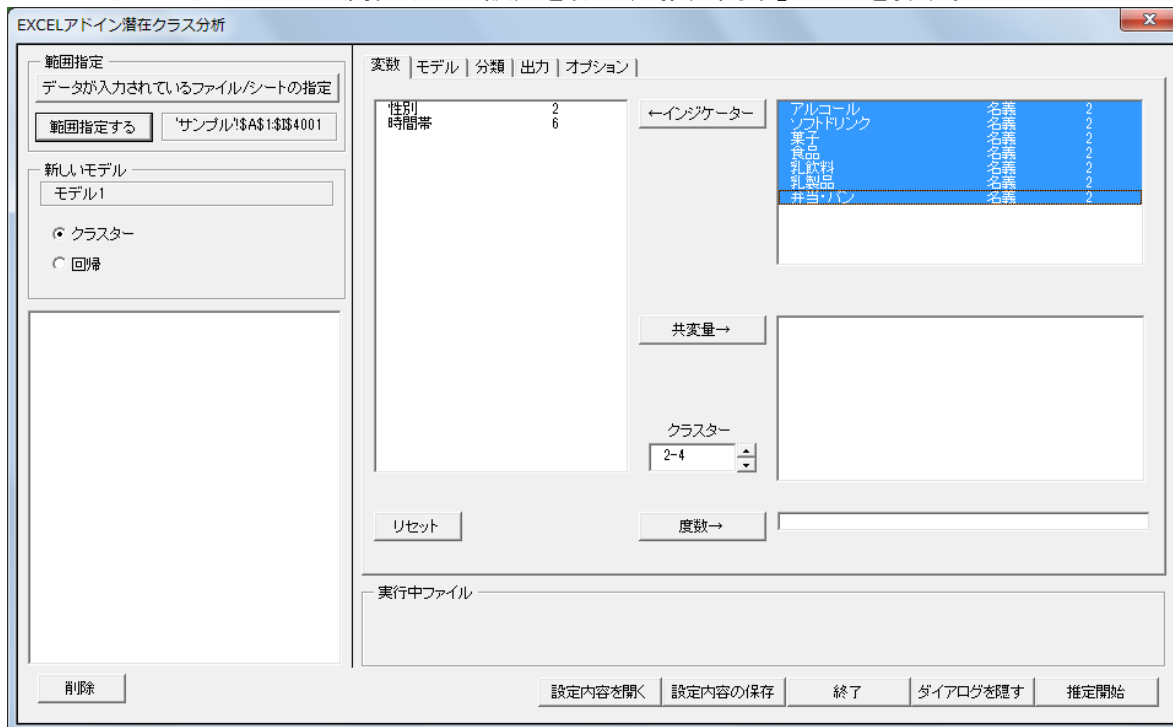 EXCELアドイン潜在クラス分析
範囲指定
データが入力されているファイル/シートの指定
範囲指定する
'サンプル'!$A$1:$I$4001
新しいモデル
モデル1
クラスター
回帰
削除
変数
モデル
分類
出力
オプション
性別 2
時間帯 6
←インジケーター
アルコール 名義 2
ソフトドリンク 名義 2
菓子 名義 2
食品 名義 2
乳飲料 名義 2
乳製品 名義 2
弁当・パン 名義 2
共変量→
クラスター
2-4
リセット
度数→
実行中ファイル
設定内容を開く
設定内容の保存
終了
ダイアログを隠す
推定開始